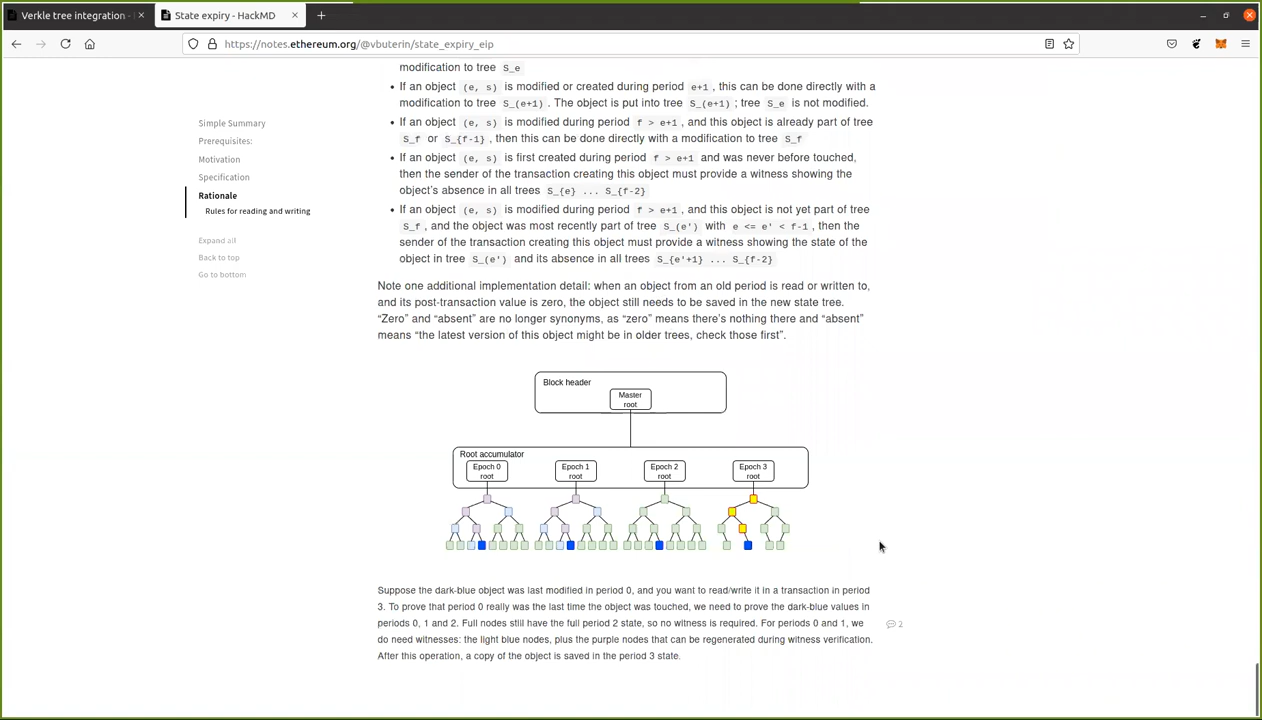 Verkle tree integration -
State expiry - HackMD
https://notes.ethereum.org/@vbuterin/state_expiry_eip
Simple Summary
Prerequisites:
Motivation
Specification
Rationale
Rules for reading and writing
Expand all
Back to top
Go to bottom
modification to tree S_e
• If an object (e, s) is modified or created during period e+1, this can be done directly with a
modification to tree S_(e+1). The object is put into tree S_(e+1); tree S_e is not modified.
• If an object (e, s) is modified during period f > e+1, and this object is already part of tree
S_f or S_{f-1}, then this can be done directly with a modification to tree S_f
• If an object (e, s) is first created during period f > e+1 and was never before touched,
then the sender of the transaction creating this object must provide a witness showing the
object's absence in all trees S_{e} ... S_{f-2}
• If an object (e, s) is modified during period f > e+1, and this object is not yet part of tree
S_f, and the object was most recently part of tree S_(e') with e <= e' < f-1, then the
sender of the transaction creating this object must provide a witness showing the state of the
object in tree S_(e') and its absence in all trees S_{e'+1} ... S_{f-2}
Note one additional implementation detail: when an object from an old period is read or written to,
and its post-transaction value is zero, the object still needs to be saved in the new state tree.
“Zero” and “absent” are no longer synonyms, as “zero” means there's nothing there and “absent”
means “the latest version of this object might be in older trees, check those first”.
Block header
Master
root
Root accumulator
Epoch 0
root
Epoch 1
root
Epoch 2
root
Epoch 3
root
Suppose the dark-blue object was last modified in period 0, and you want to read/write it in a transaction in period
3. To prove that period 0 really was the last time the object was touched, we need to prove the dark-blue values in
periods 0, 1 and 2. Full nodes still have the full period 2 state, so no witness is required. For periods 0 and 1, we
do need witnesses: the light blue nodes, plus the purple nodes that can be regenerated during witness verification.
After this operation, a copy of the object is saved in the period 3 state.
2